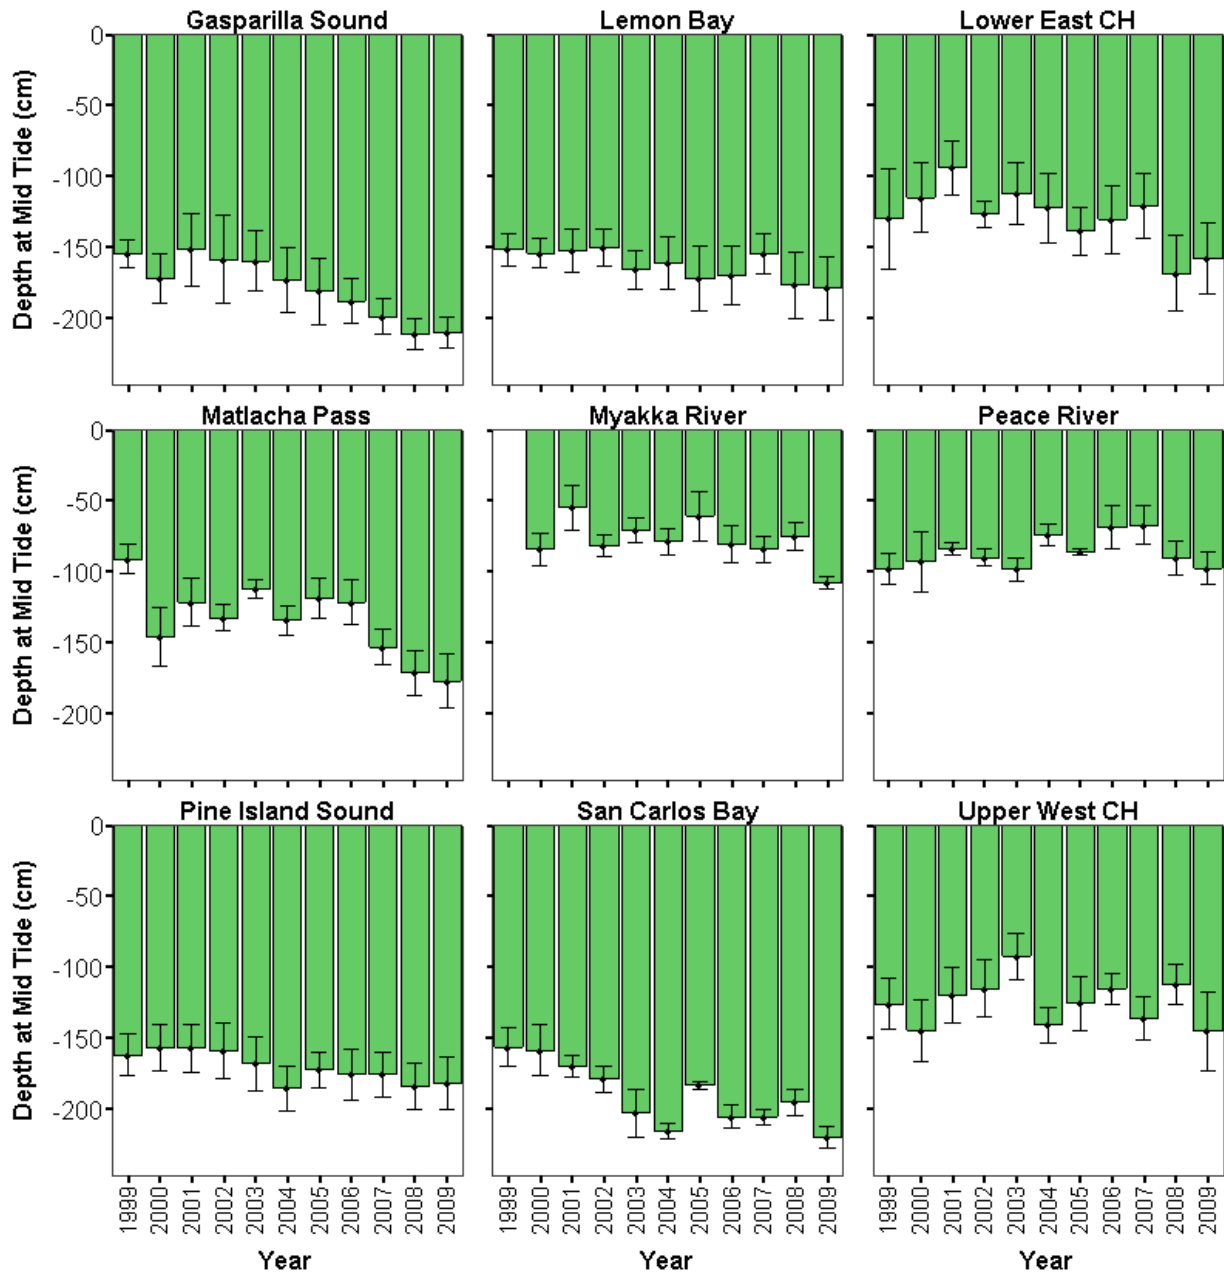 Gasparilla Sound Lemon Bay Lower East CH
Depth at Mid Tide (cm)
0
-50
-100
-150
-200
Matlacha Pass Myakka River Peace River
Depth at Mid Tide (cm)
0
-50
-100
-150
-200
Pine Island Sound San Carlos Bay Upper West CH
Depth at Mid Tide (cm)
0
-50
-100
-150
-200
1999 2000 2001 2002 2003 2004 2005 2006 2007 2008 2009 1999 2000 2001 2002 2003 2004 2005 2006 2007 2008 2009 1999 2000 2001 2002 2003 2004 2005 2006 2007 2008 2009
Year Year Year